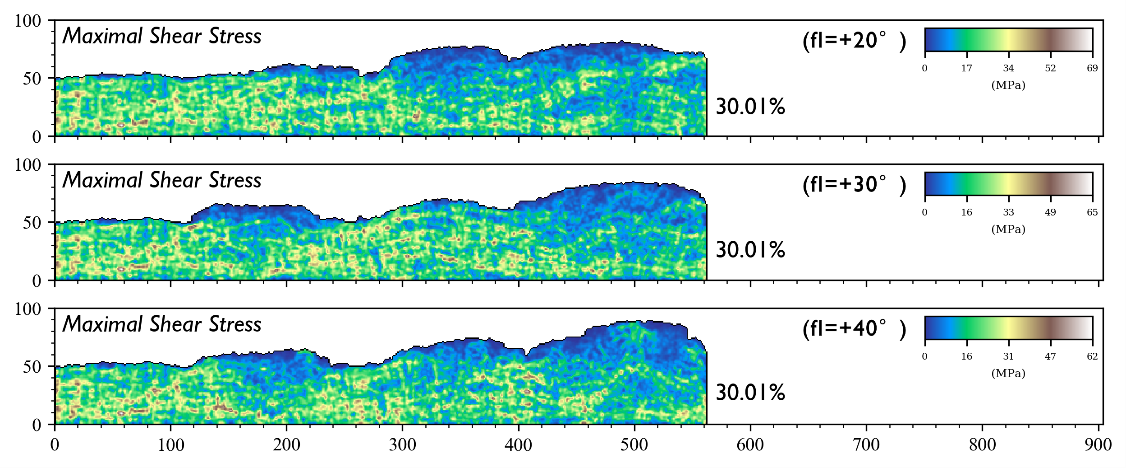 100
Maximal Shear Stress
(fl=+20° )
50
0 17 34 52 69
(MPa)
30.01%
0
100
Maximal Shear Stress
(fl=+30° )
50
0 16 33 49 65
(MPa)
30.01%
0
100
Maximal Shear Stress
(fl=+40° )
50
0 16 31 47 62
(MPa)
30.01%
0
0 100 200 300 400 500 600 700 800 900